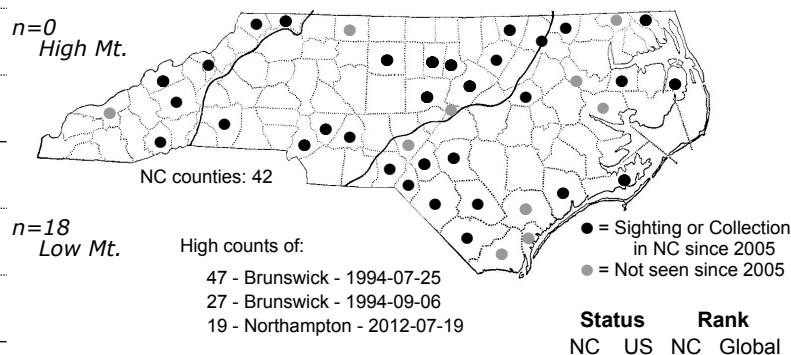 n=0
High Mt.
NC counties: 42
n=18
Low Mt.
High counts of:
47 - Brunswick - 1994-07-25
27 - Brunswick - 1994-09-06
19 - Northampton - 2012-07-19
= Sighting or Collection
in NC since 2005
= Not seen since 2005
Status Rank
NC US NC Global